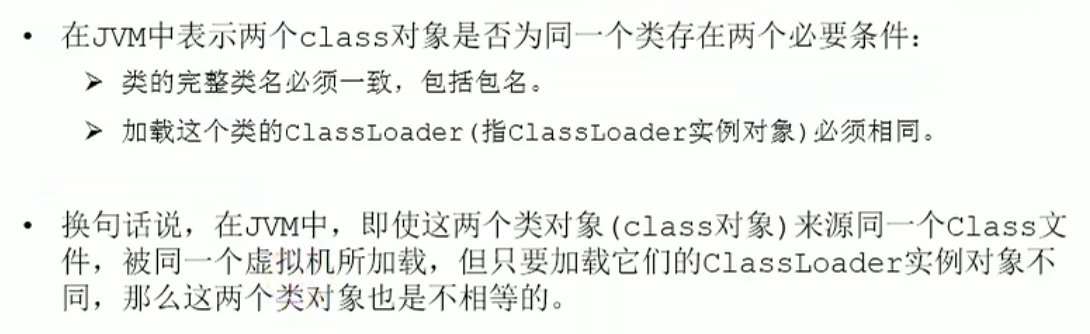 • 在JVM中表示两个class对象是否为同一个类存在两个必要条件：
➢ 类的完整类名必须一致，包括包名。
➢ 加载这个类的ClassLoader(指ClassLoader实例对象)必须相同。
• 换句话说，在JVM中，即使这两个类对象(class对象)来源同一个Class文
件，被同一个虚拟机所加载，但只要加载它们的ClassLoader实例对象不
同，那么这两个类对象也是不相等的。